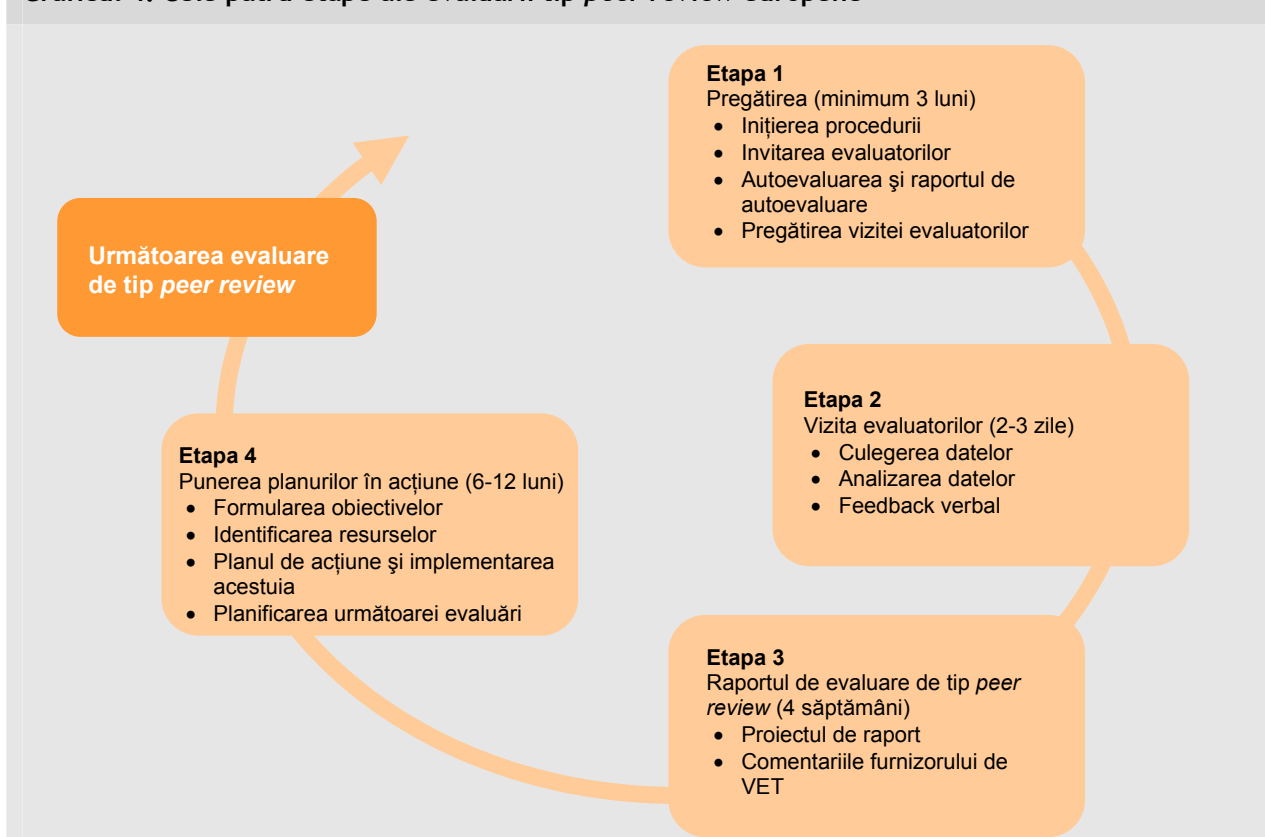 Etapa 1
Pregătirea (minimum 3 luni)
• Inițierea procedurii
• Invitarea evaluatorilor
• Autoevaluarea şi raportul de
autoevaluare
• Pregătirea vizitei evaluatorilor
Următoarea evaluare
de tip peer review
Etapa 2
Vizita evaluatorilor (2-3 zile)
• Culegerea datelor
• Analizarea datelor
• Feedback verbal
Etapa 4
Punerea planurilor în acțiune (6-12 luni)
• Formularea obiectivelor
• Identificarea resurselor
• Planul de acțiune şi implementarea
acestuia
• Planificarea următoarei evaluări
Etapa 3
Raportul de evaluare de tip peer
review (4 săptămâni)
• Proiectul de raport
• Comentariile furnizorului de
VET